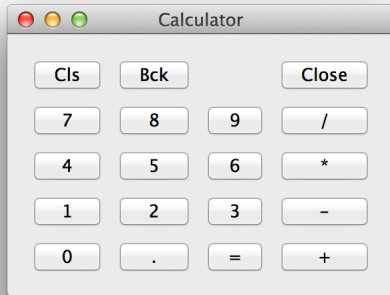 Calculator
Cls Bck Close
7 8 9 /
4 5 6 *
1 2 3 -
0 . = +